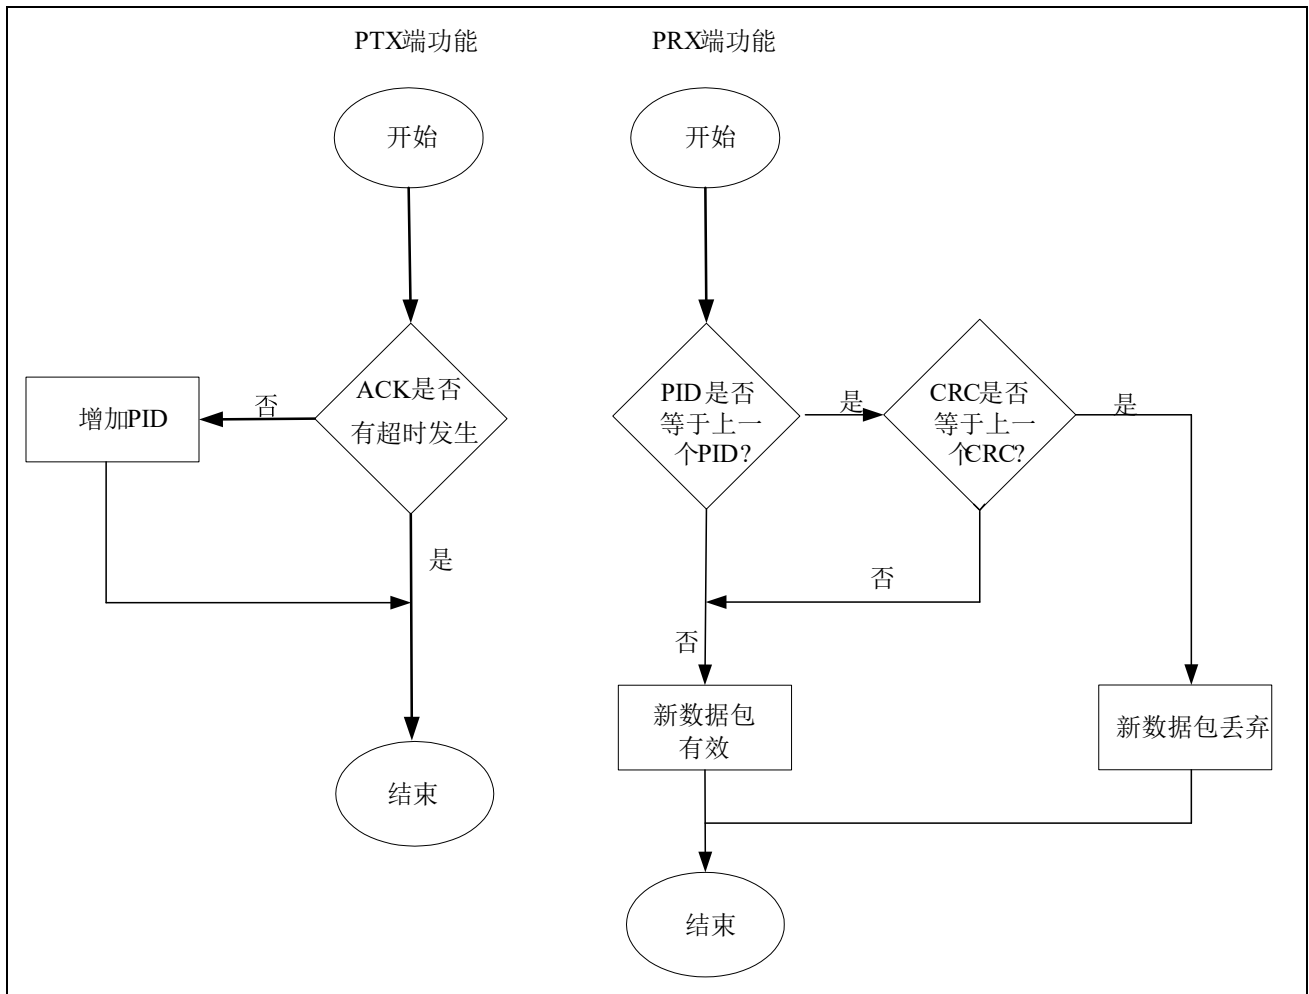 PTX端功能
开始
ACK是否
有超时发生
否
增加PID
是
结束
PRX端功能
开始
PID是否
等于上一
个PID?
是
CRC是否
等于上一
个CRC?
是
否
否
新数据包
有效
新数据包丢弃
结束